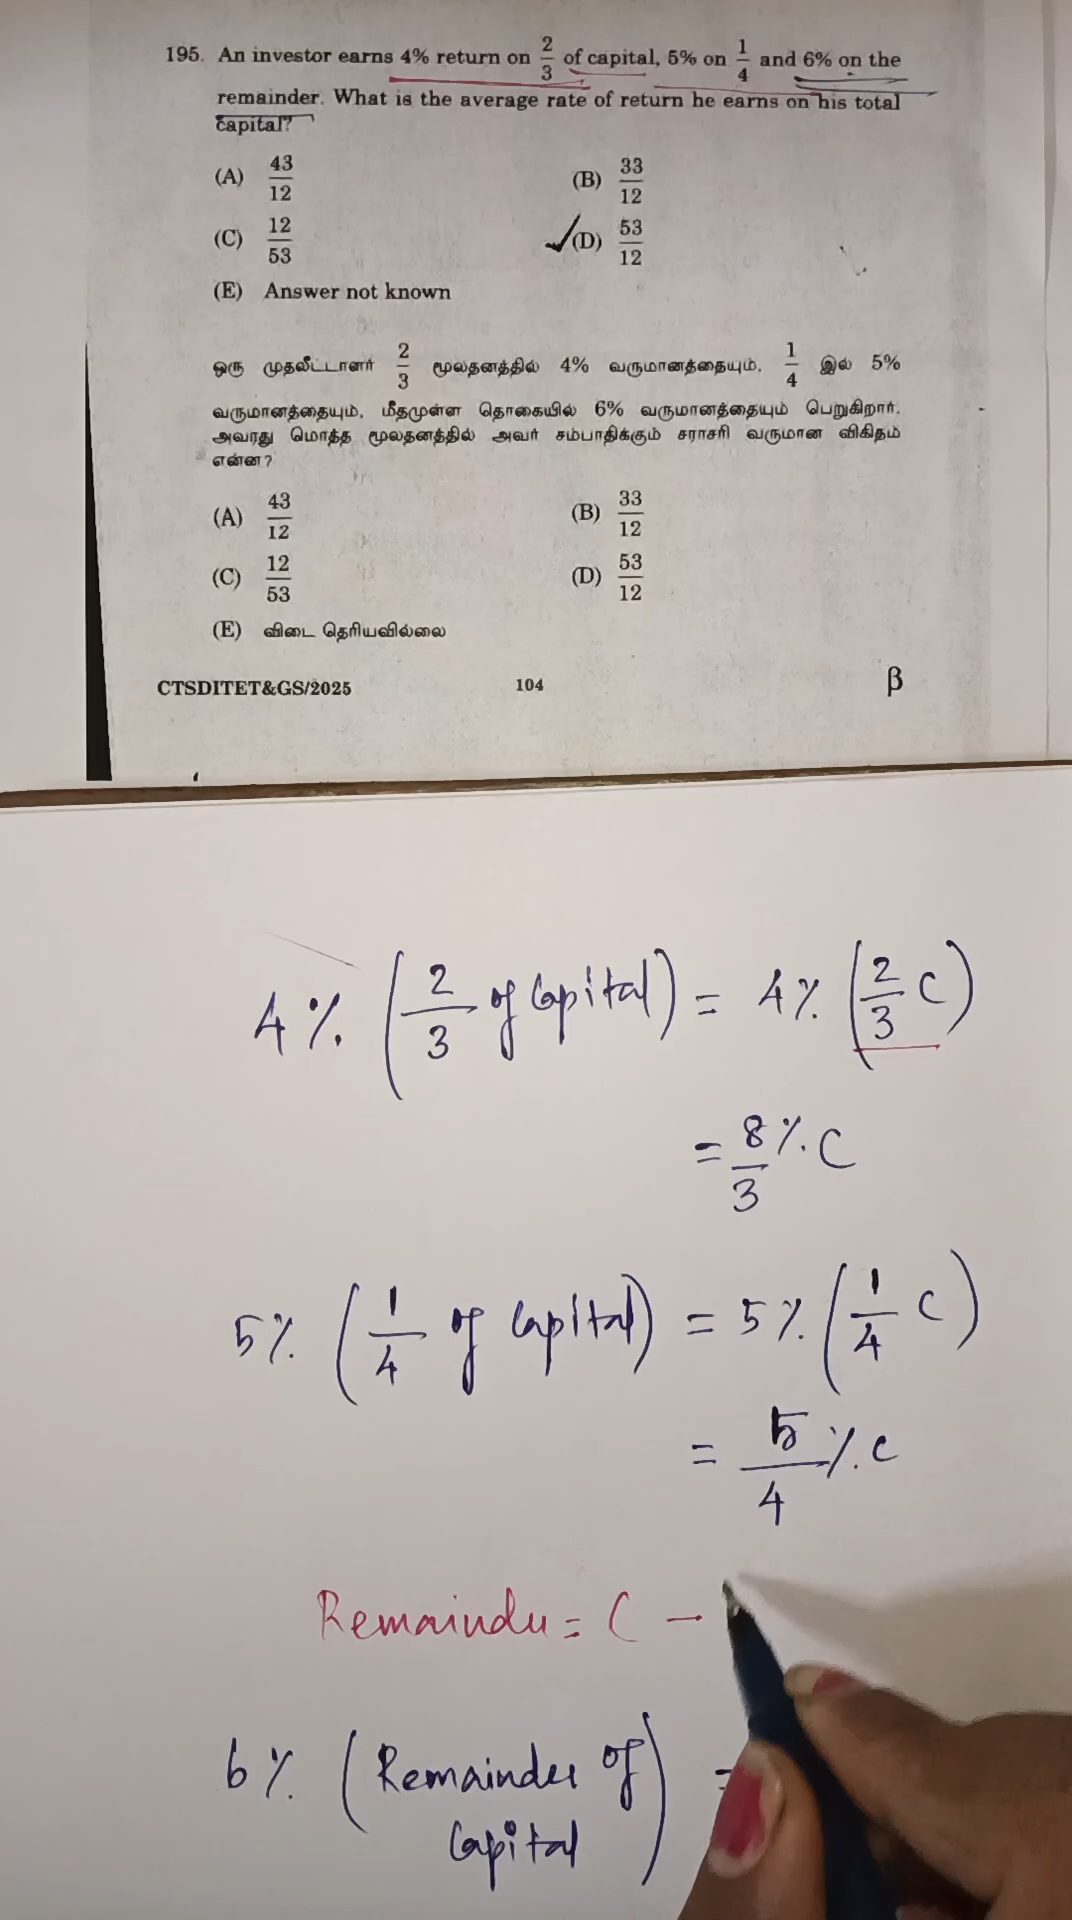 195. An investor earns 4% return on 2/3 of capital, 5% on 1/4 and 6% on the
remainder. What is the average rate of return he earns on his total
capital?
(A) 43/12 (B) 33/12
(C) 12/53 (D) 53/12
(E) Answer not known
ஒரு முதலீட்டாளர் 2/3 மூலதனத்தில் 4% வருமானத்தையும், 1/4 இல் 5%
வருமானத்தையும், மீதமுள்ள தொகையில் 6% வருமானத்தையும் பெறுகிறார்.
அவரது மொத்த மூலதனத்தில் அவர் சம்பாதிக்கும் சராசரி வருமான விகிதம்
என்ன?
(A) 43/12 (B) 33/12
(C) 12/53 (D) 53/12
(E) விடை தெரியவில்லை
CTSDITET&GS/2025 104 β
4% (2/3 of Capital) = 4% (2/3 C)
= 8/3 % C
5% (1/4 of Capital) = 5% (1/4 C)
= 5/4 % C
Remainder = C -
6% (Remainder of =
Capital)